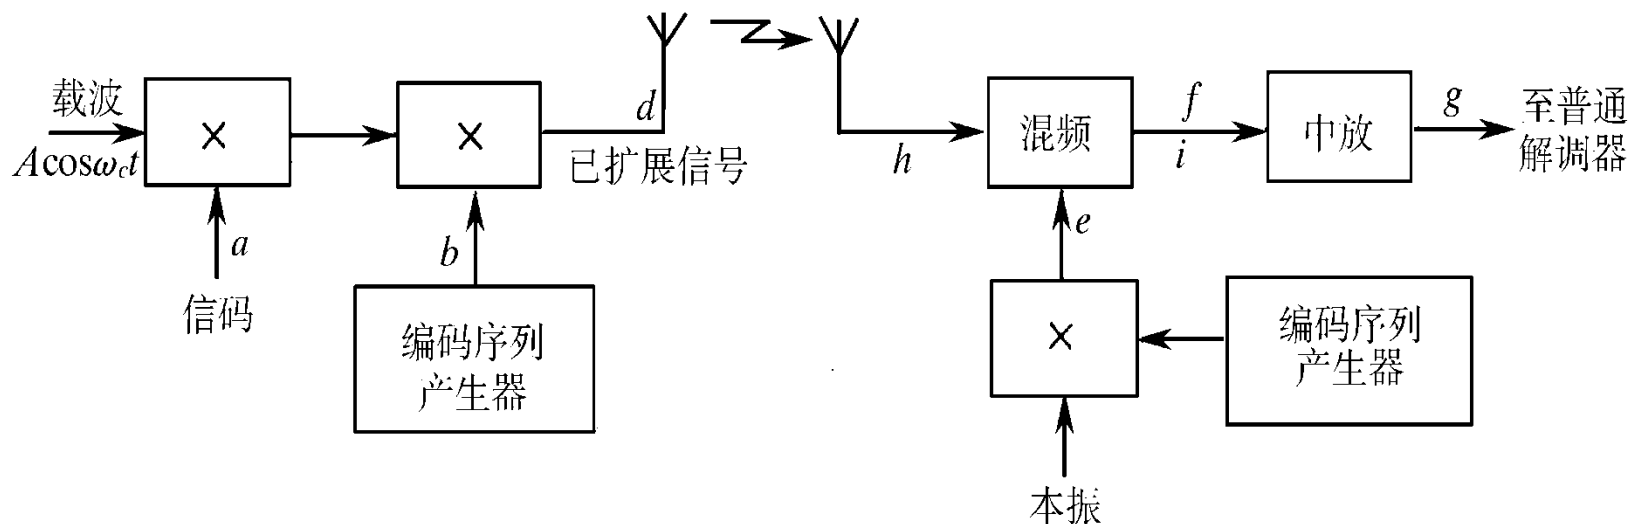 载波
Acosω_ct
×
a
信码
×
b
编码序列
产生器
d
已扩展信号
h
混频
f
i
中放
g
至普通
解调器
e
×
编码序列
产生器
本振